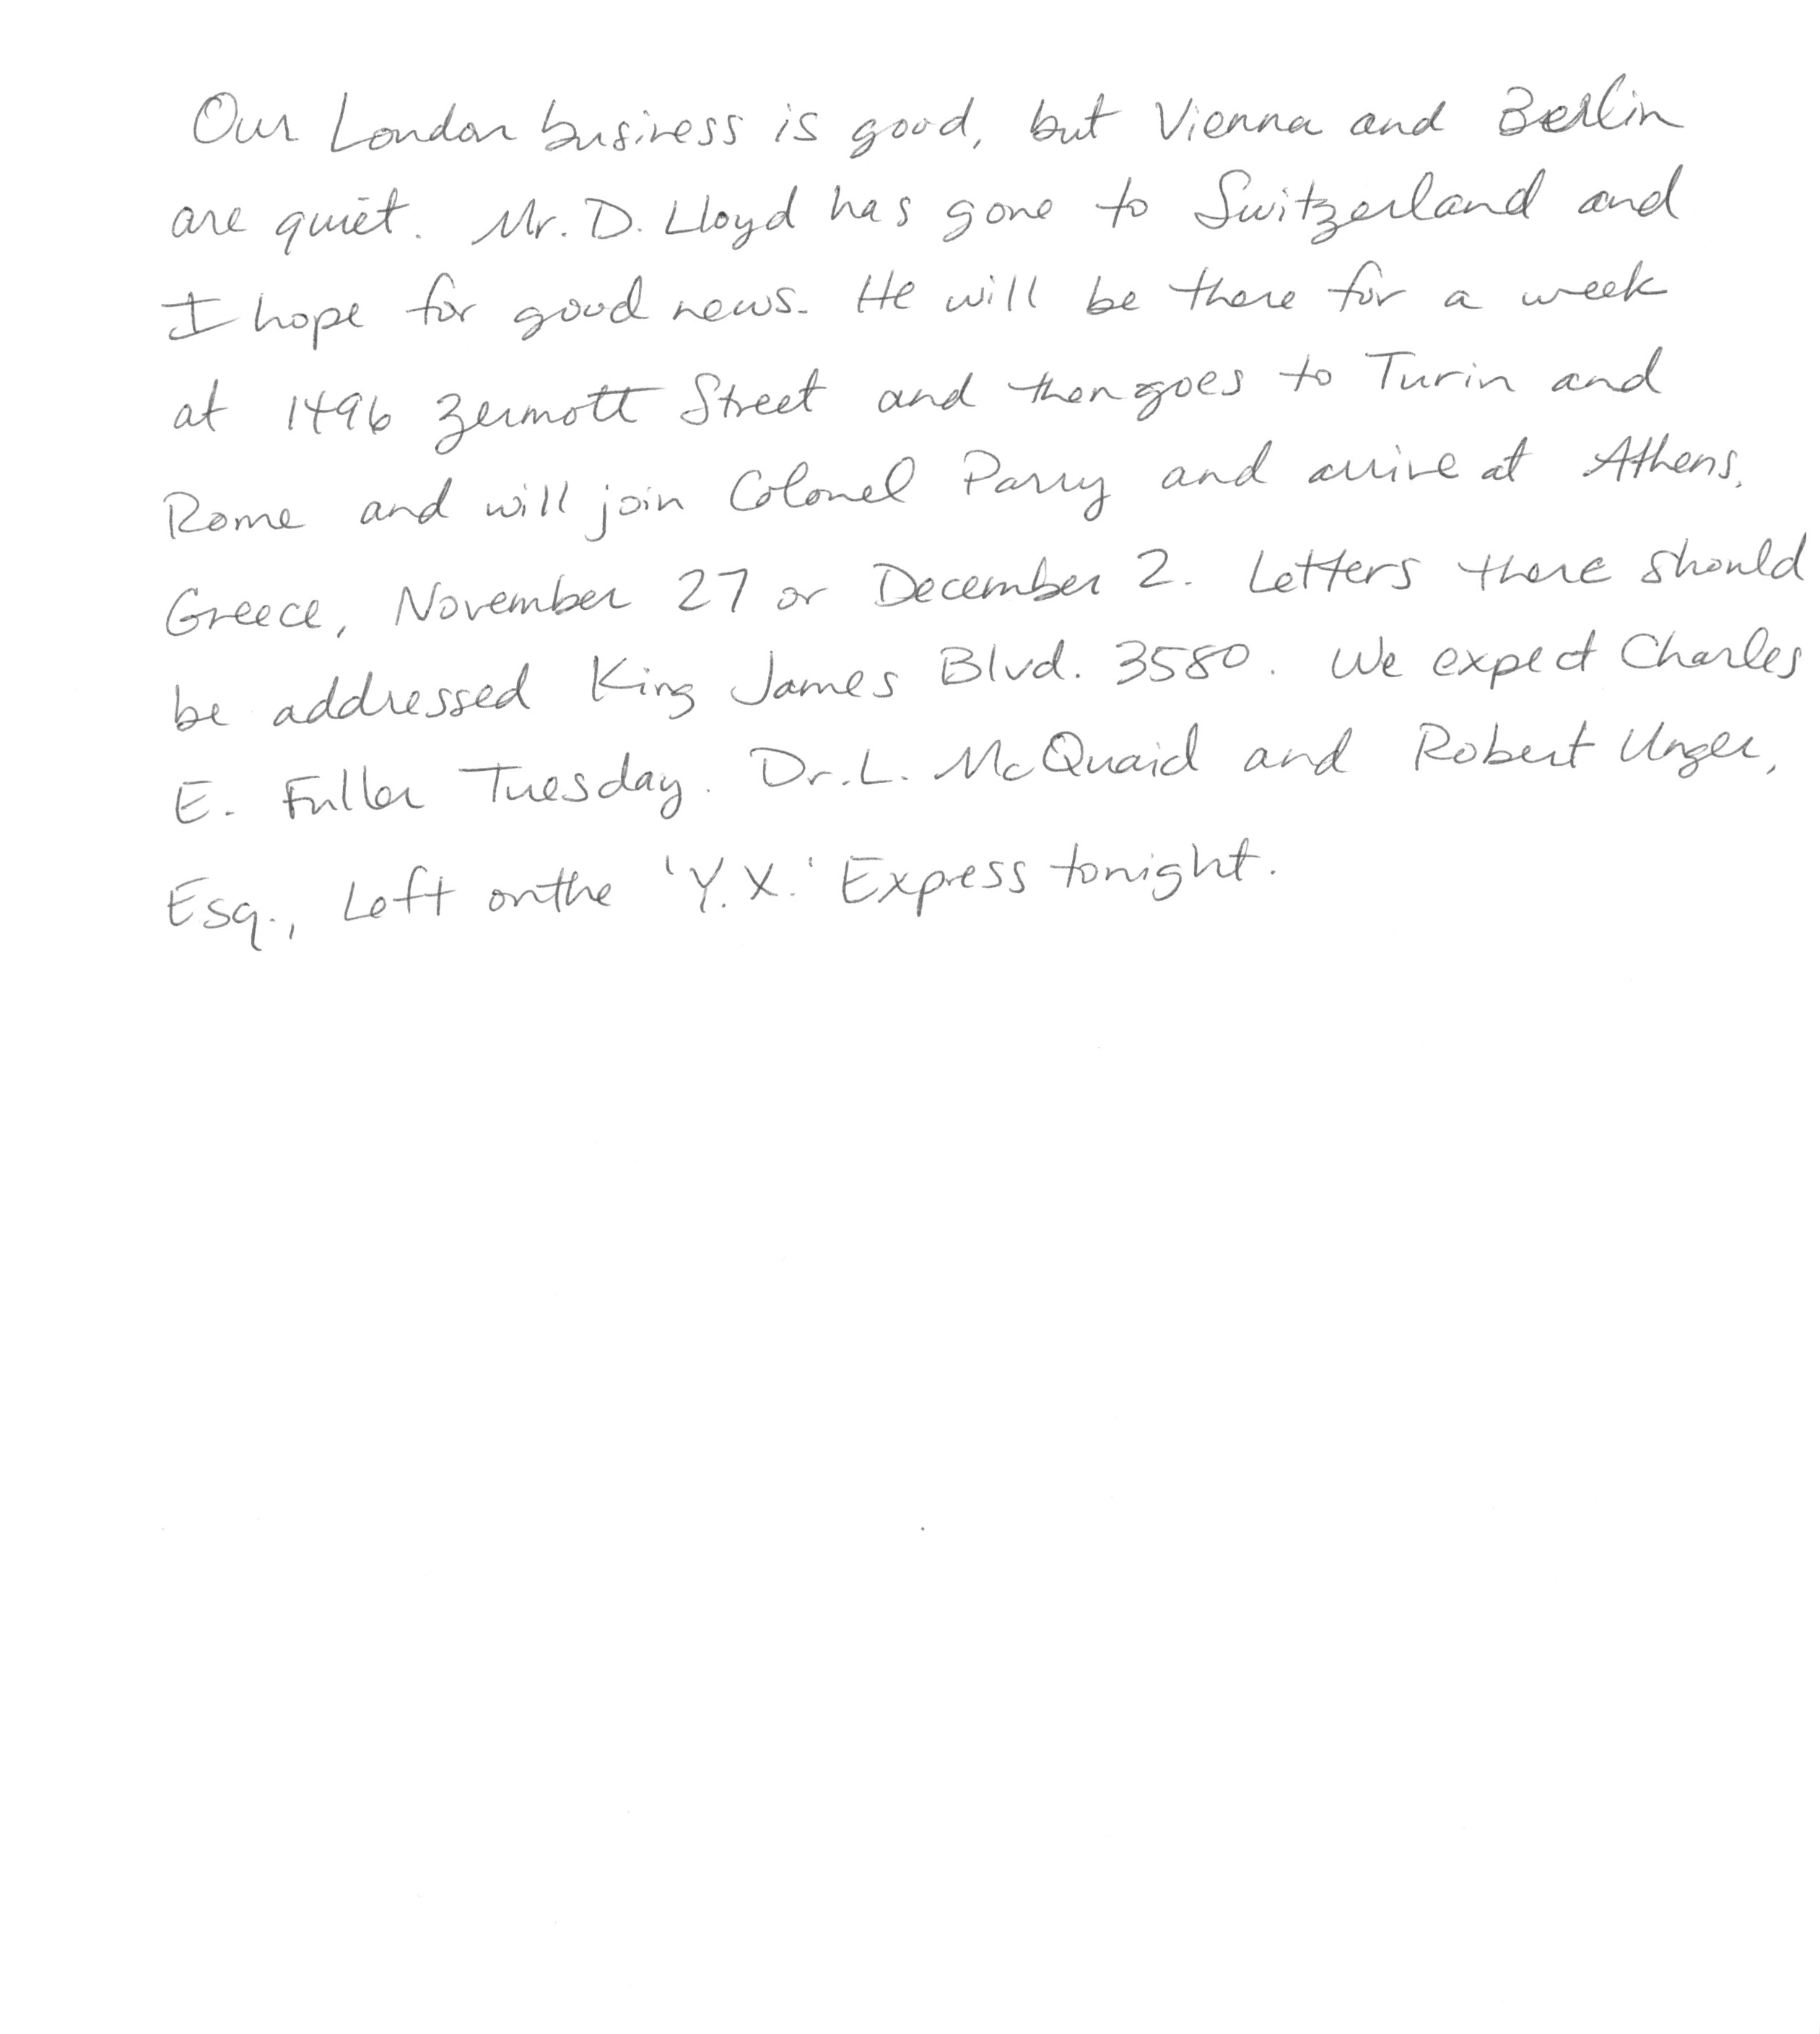 Our London business is good, but Vienna and Berlin
are quiet. Mr. D. Lloyd has gone to Switzerland and
I hope for good news. He will be there for a week
at 1496 Zermott Street and then goes to Turin and
Rome and will join Colonel Parry and arrive at Athens,
Greece, November 27 or December 2. Letters there should
be addressed King James Blvd. 3580. We expect Charles
E. Fuller Tuesday. Dr. L. McQuaid and Robert Unger,
Esq., Left on the 'Y.X.' Express tonight.